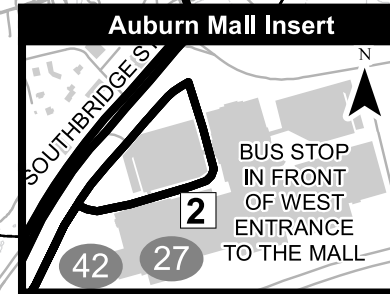 Auburn Mall Insert
N
SOUTHBRIDGE ST
BUS STOP
IN FRONT
OF WEST
ENTRANCE
TO THE MALL
2
42
27